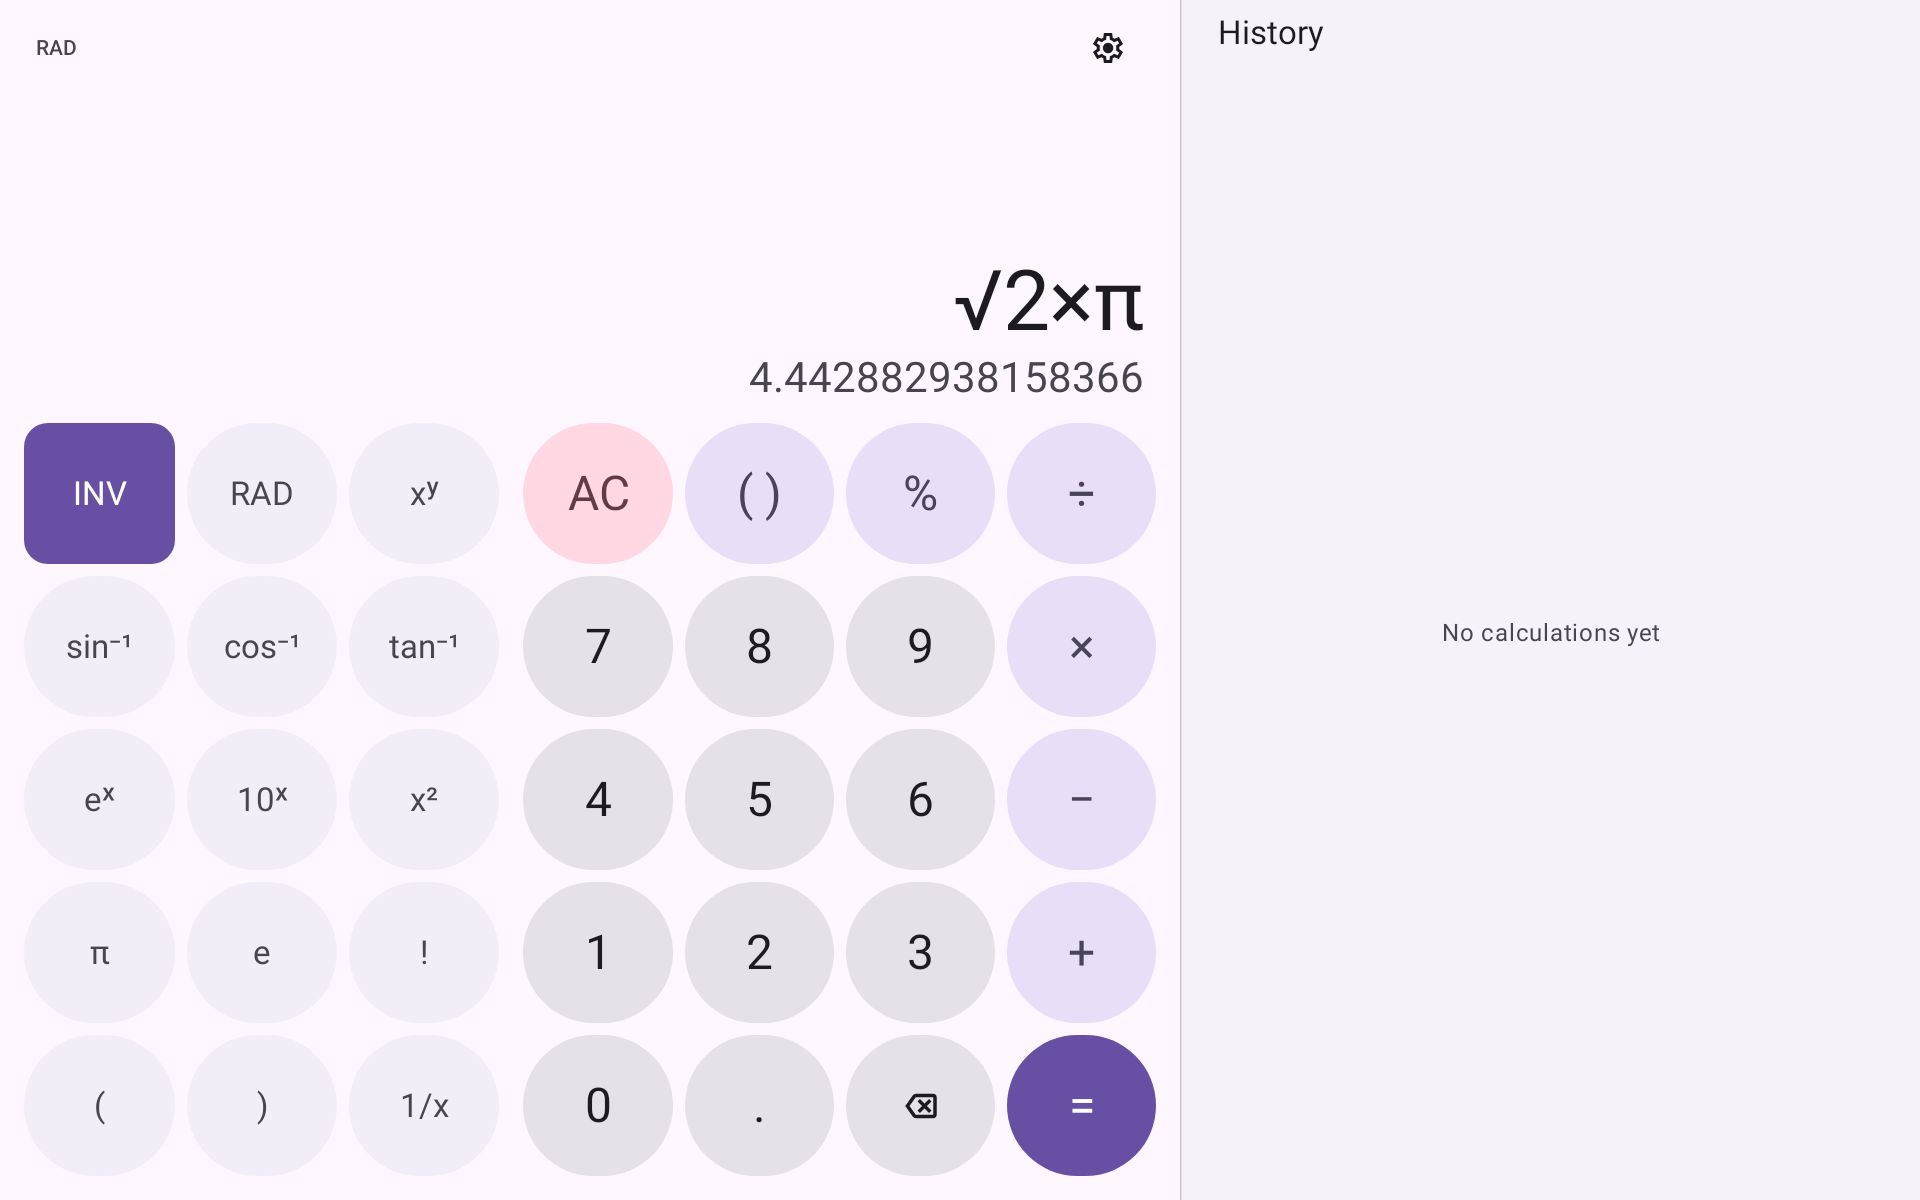 RAD
√2×π
4.442882938158366
INV RAD xʸ AC ( ) % ÷
sin⁻¹ cos⁻¹ tan⁻¹ 7 8 9 ×
eˣ 10ˣ x² 4 5 6 −
π e ! 1 2 3 +
( ) 1/x 0 . =
History
No calculations yet